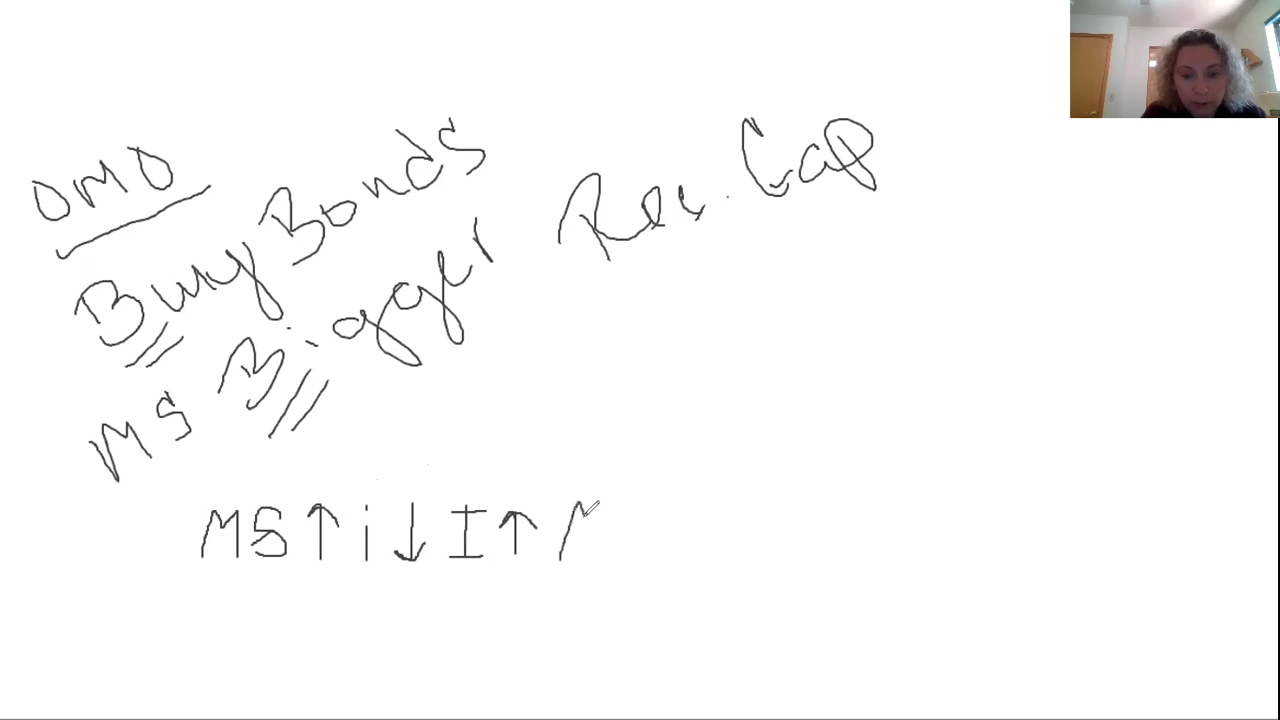 OMO
Buy Bonds
MS Bigger
Rec. Gap
MS↑ i↓ I↑